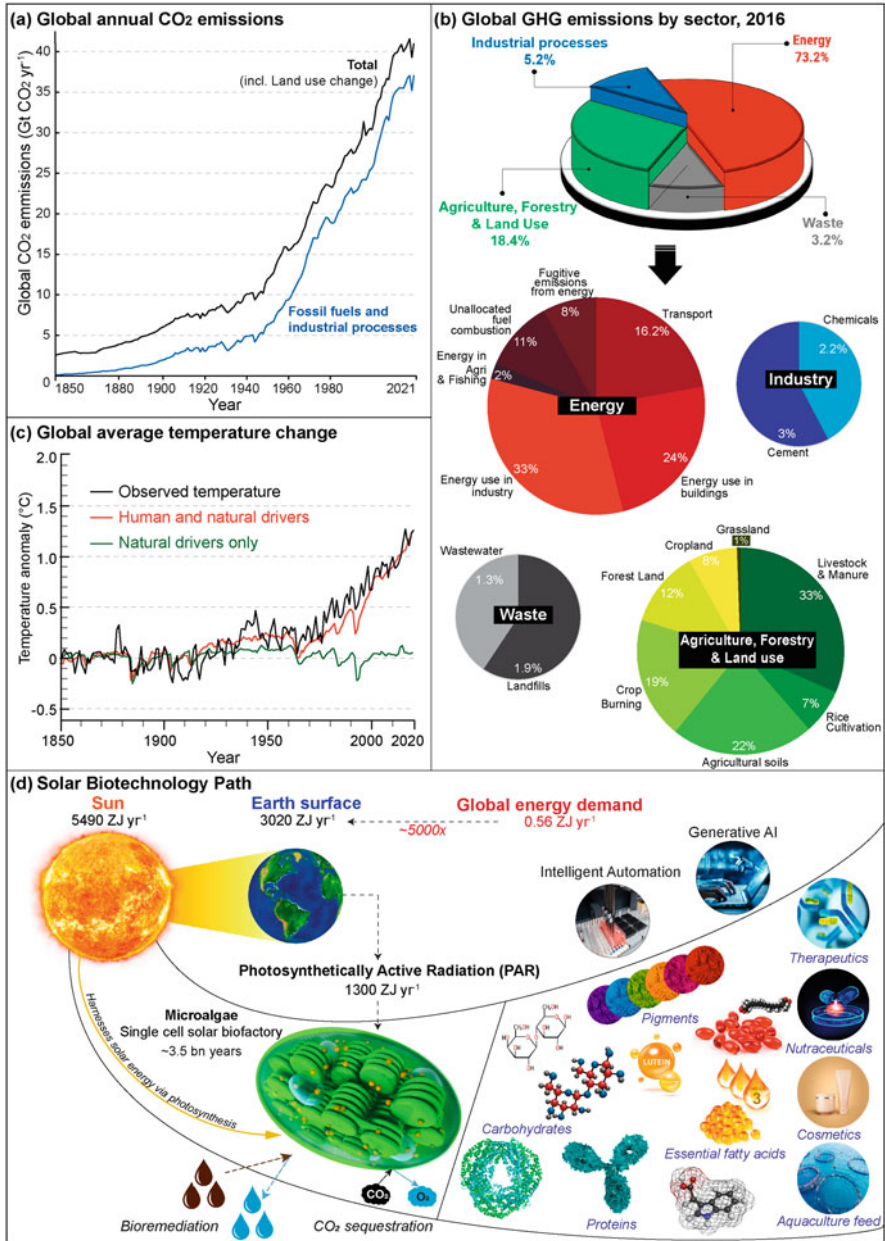 (a) Global annual CO₂ emissions
Global CO₂ emmissions (Gt CO₂ yr⁻¹)
40
35
30
25
20
15
10
5
0
Total
(incl. Land use change)
Fossil fuels and
industrial processes
1850
1880
1900
1920
1940
1960
1980
2021
Year
(b) Global GHG emissions by sector, 2016
Industrial processes
5.2%
Energy
73.2%
Agriculture, Forestry
& Land Use
18.4%
Waste
3.2%
Fugitive
emissions
from energy
8%
Transport
16.2%
Unallocated
fuel
combustion
11%
Energy in
Agri
& Fishing
2%
Energy
Energy use in
industry
33%
24%
Energy use in
buildings
Chemicals
2.2%
Industry
3%
Cement
Wastewater
1.3%
Waste
1.9%
Landfills
Grassland
1%
Cropland
8%
Forest Land
12%
Livestock
& Manure
33%
Agriculture, Forestry
& Land use
Crop
Burning
19%
7%
Rice
Cultivation
22%
Agricultural soils
(c) Global average temperature change
Temperature anomaly (°C)
2.0
1.5
1.0
0.5
0
-0.5
Observed temperature
Human and natural drivers
Natural drivers only
1850
1900
1950
2000
2020
Year
(d) Solar Biotechnology Path
Sun
5490 ZJ yr⁻¹
Earth surface
3020 ZJ yr⁻¹
~5000x
Global energy demand
0.56 ZJ yr⁻¹
Generative AI
Intelligent Automation
Therapeutics
Photosynthetically Active Radiation (PAR)
1300 ZJ yr⁻¹
Harnesses solar energy via photosynthesis
Microalgae
Single cell solar biofactory
~3.5 bn years
CO₂
O₂
Bioremediation
CO₂ sequestration
Pigments
LUTEIN
Nutraceuticals
3
Carbohydrates
Essential fatty acids
Cosmetics
Proteins
Aquaculture feed